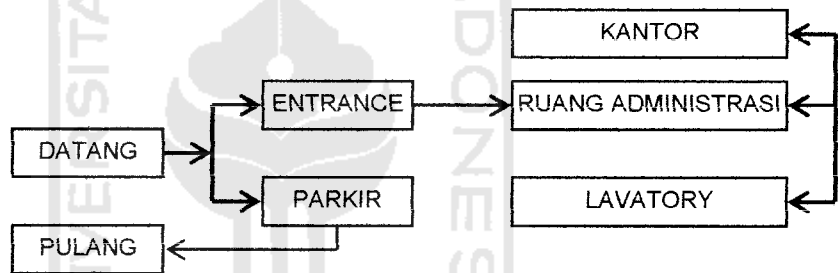 KANTOR
ENTRANCE
RUANG ADMINISTRASI
DATANG
PARKIR
LAVATORY
PULANG